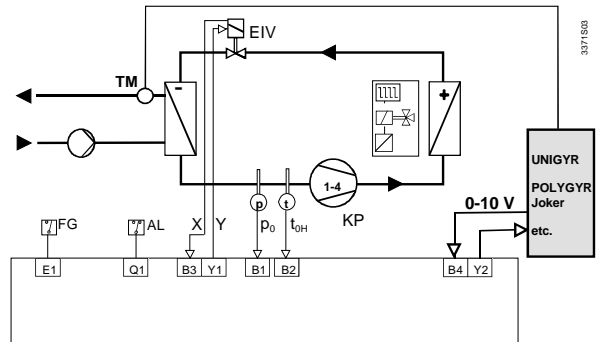 EIV
3371S03
TM
-
+
UNIGYR
POLYGYR
Joker
etc.
0-10 V
1-4
KP
p
t
FG
AL
X
Y
p₀
t₀H
E1
Q1
B3
Y1
B1
B2
B4
Y2